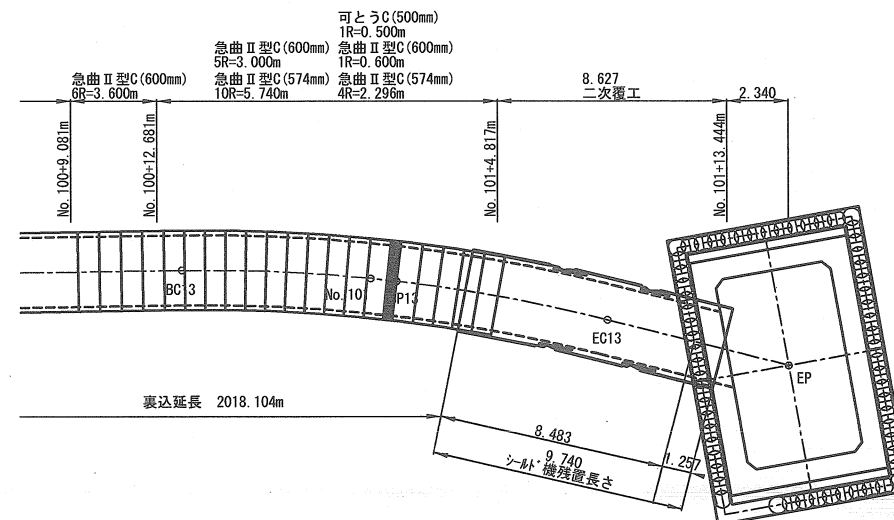 可とうC(500mm)
1R=0.500m
急曲Ⅱ型C(600mm)
5R=3.000m
急曲Ⅱ型C(600mm)
1R=0.600m
急曲Ⅱ型C(600mm)
6R=3.600m
急曲Ⅱ型C(574mm)
10R=5.740m
急曲Ⅱ型C(574mm)
4R=2.296m
8.627
二次覆工
2.340
No.100+9.081m
No.100+12.681m
No.101+4.817m
No.101+13.444m
BC13
No.101
IP13
EC13
EP
裏込延長 2018.104m
8.483
9.740
シールド機残置長さ
1.257